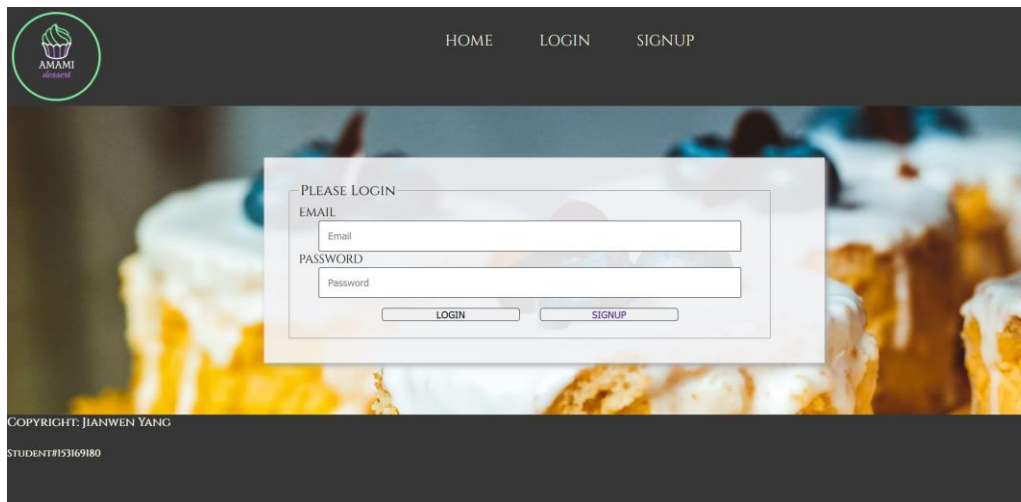 AMAMI
dessert
HOME LOGIN SIGNUP
Please Login
EMAIL
Email
PASSWORD
Password
LOGIN SIGNUP
Copyright: Jianwen Yang
Student#153169180